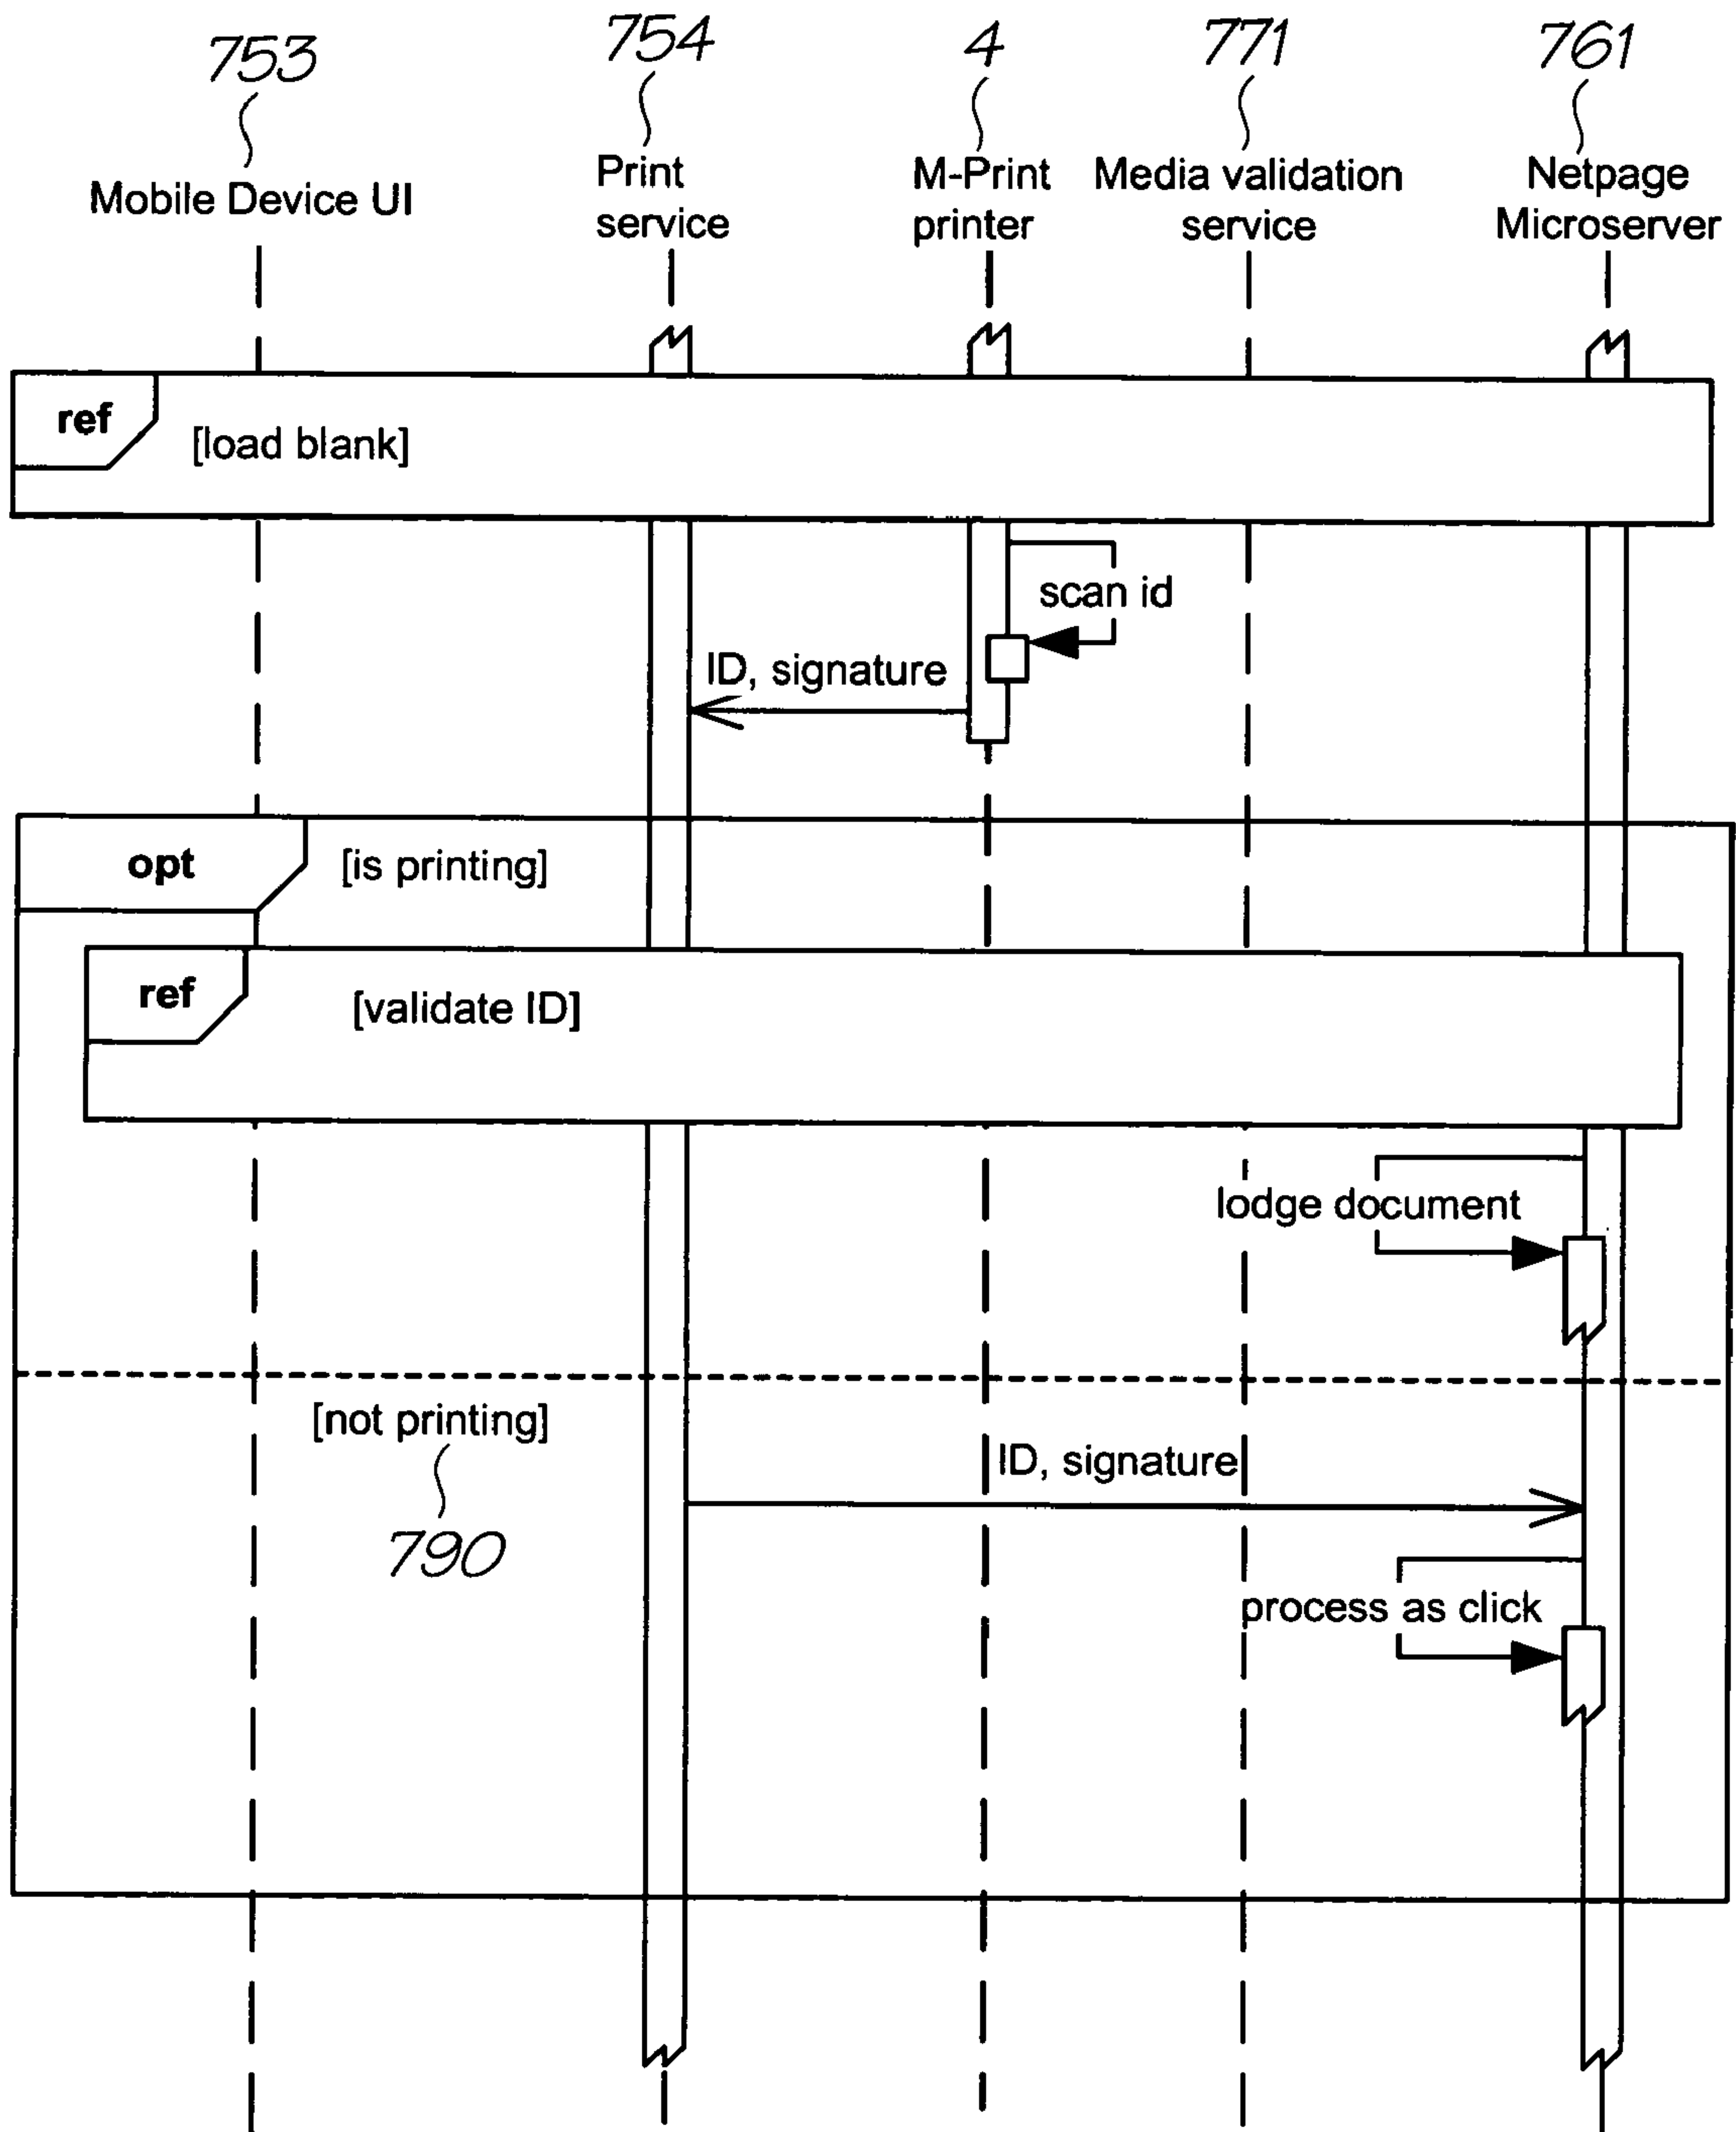 753
754
4
771
761
Mobile Device UI
Print
service
M-Print
printer
Media validation
service
Netpage
Microserver
ref
[load blank]
scan id
ID, signature
opt
[is printing]
ref
[validate ID]
lodge document
[not printing]
790
ID, signature
process as click